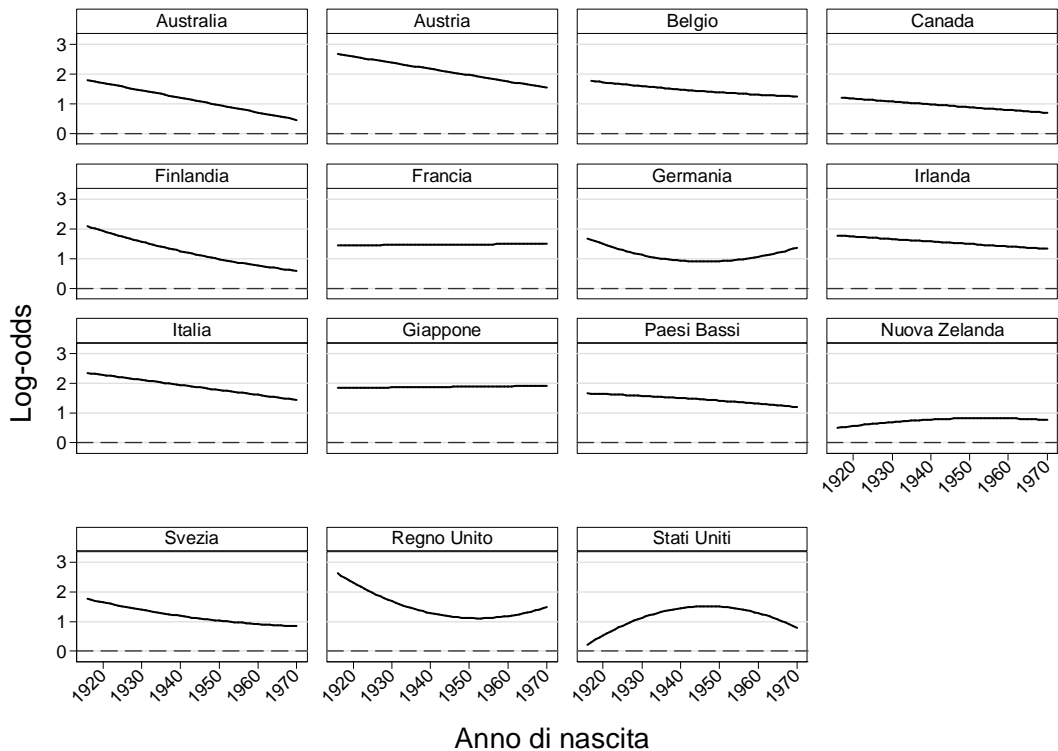 Australia Austria Belgio Canada
3
2
1
0
Finlandia Francia Germania Irlanda
3
2
1
0
Italia Giappone Paesi Bassi Nuova Zelanda
3
2
1
0
1920 1930 1940 1950 1960 1970
Svezia Regno Unito Stati Uniti
3
2
1
0
1920 1930 1940 1950 1960 1970 1920 1930 1940 1950 1960 1970 1920 1930 1940 1950 1960 1970
Log-odds
Anno di nascita